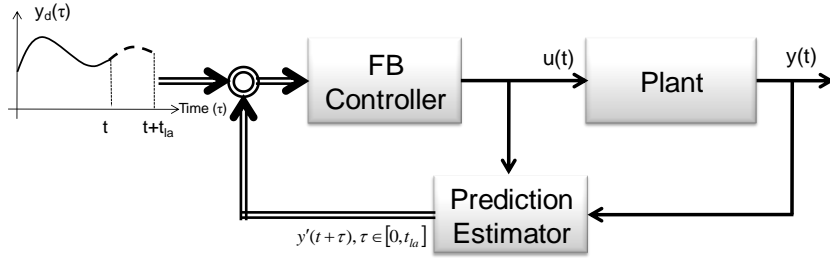 y_d(τ)
Time (τ)
t
t+t_la
FB
Controller
u(t)
Plant
y(t)
Prediction
Estimator
y′(t+τ), τ∈[0,t_la]